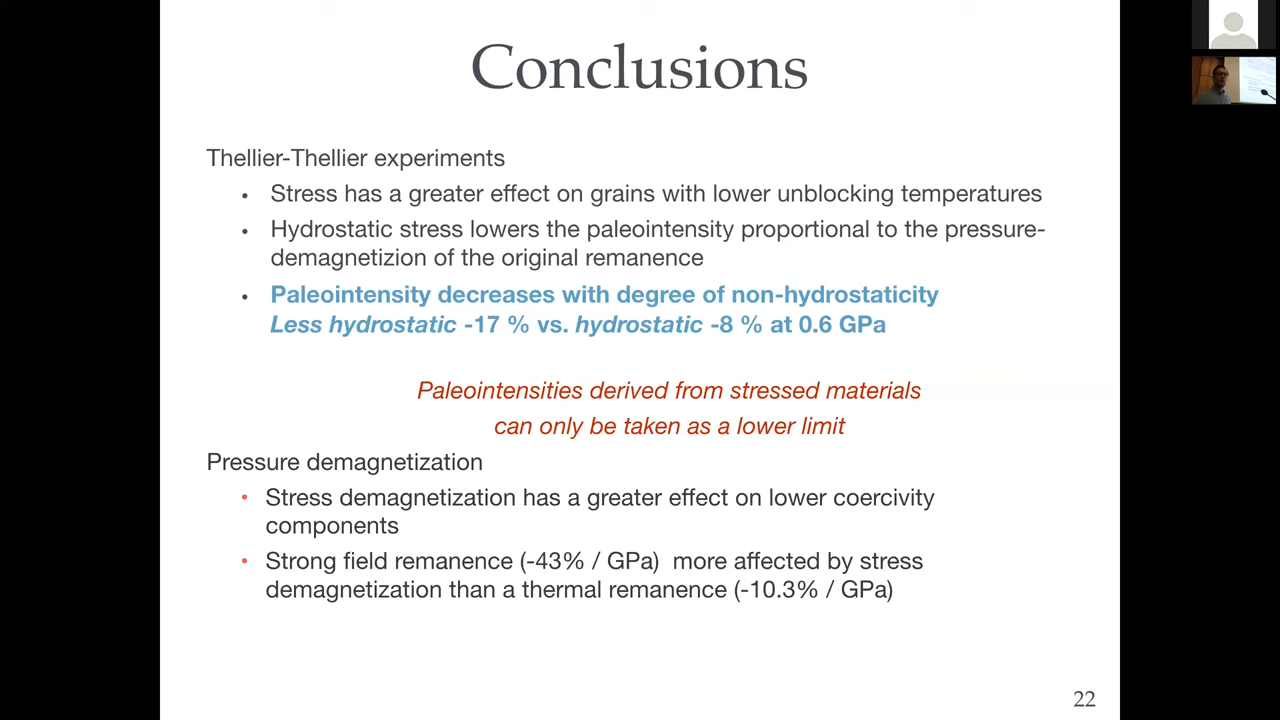 Conclusions
Thellier-Thellier experiments
• Stress has a greater effect on grains with lower unblocking temperatures
• Hydrostatic stress lowers the paleointensity proportional to the pressure-
demagnetizion of the original remanence
• Paleointensity decreases with degree of non-hydrostaticity
Less hydrostatic -17 % vs. hydrostatic -8 % at 0.6 GPa
Paleointensities derived from stressed materials
can only be taken as a lower limit
Pressure demagnetization
• Stress demagnetization has a greater effect on lower coercivity
components
• Strong field remanence (-43% / GPa) more affected by stress
demagnetization than a thermal remanence (-10.3% / GPa)
22